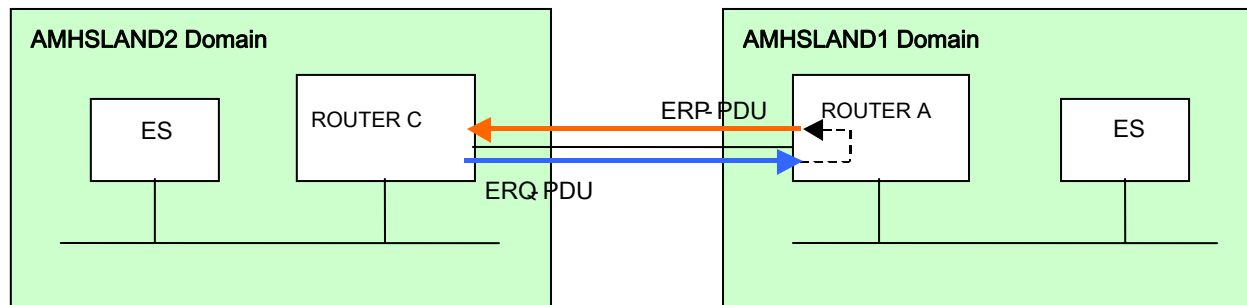 AMHSLAND2 Domain
AMHSLAND1 Domain
ES
ROUTER C
ERP-PDU
ROUTER A
ES
ERQ-PDU